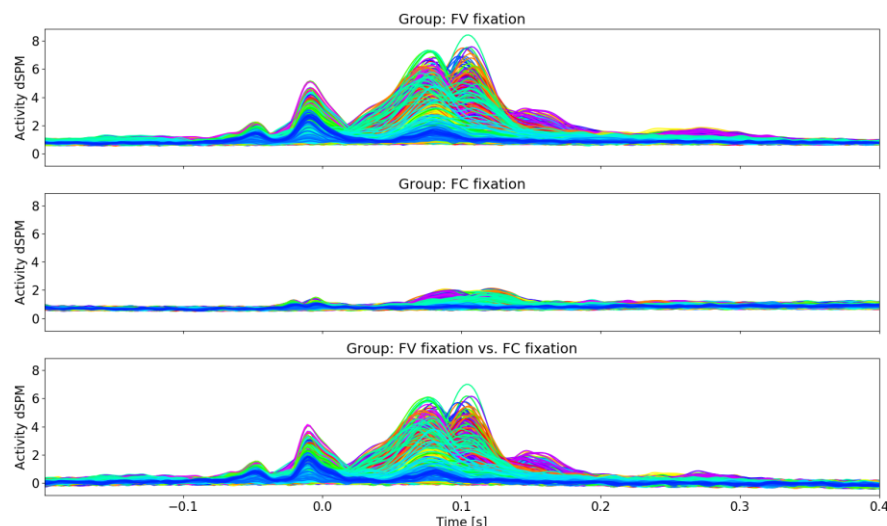 Group: FV fixation
8
6
4
2
0
Activity dSPM
Group: FC fixation
8
6
4
2
0
Activity dSPM
Group: FV fixation vs. FC fixation
8
6
4
2
0
Activity dSPM
−0.1 0.0 0.1 0.2 0.3 0.4
Time [s]